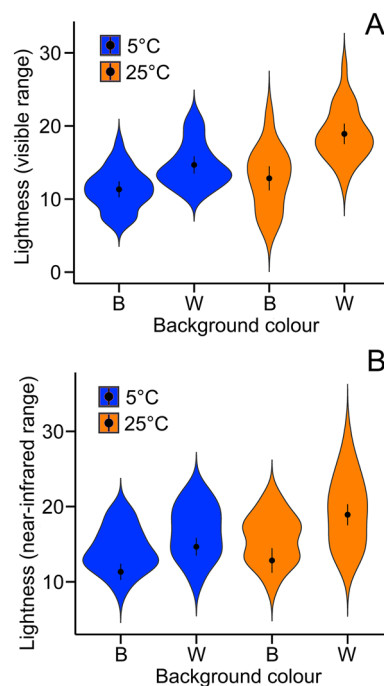 A
30
20
10
0
Lightness (visible range)
5°C
25°C
B W B W
Background colour
B
30
20
10
Lightness (near-infrared range)
5°C
25°C
B W B W
Background colour